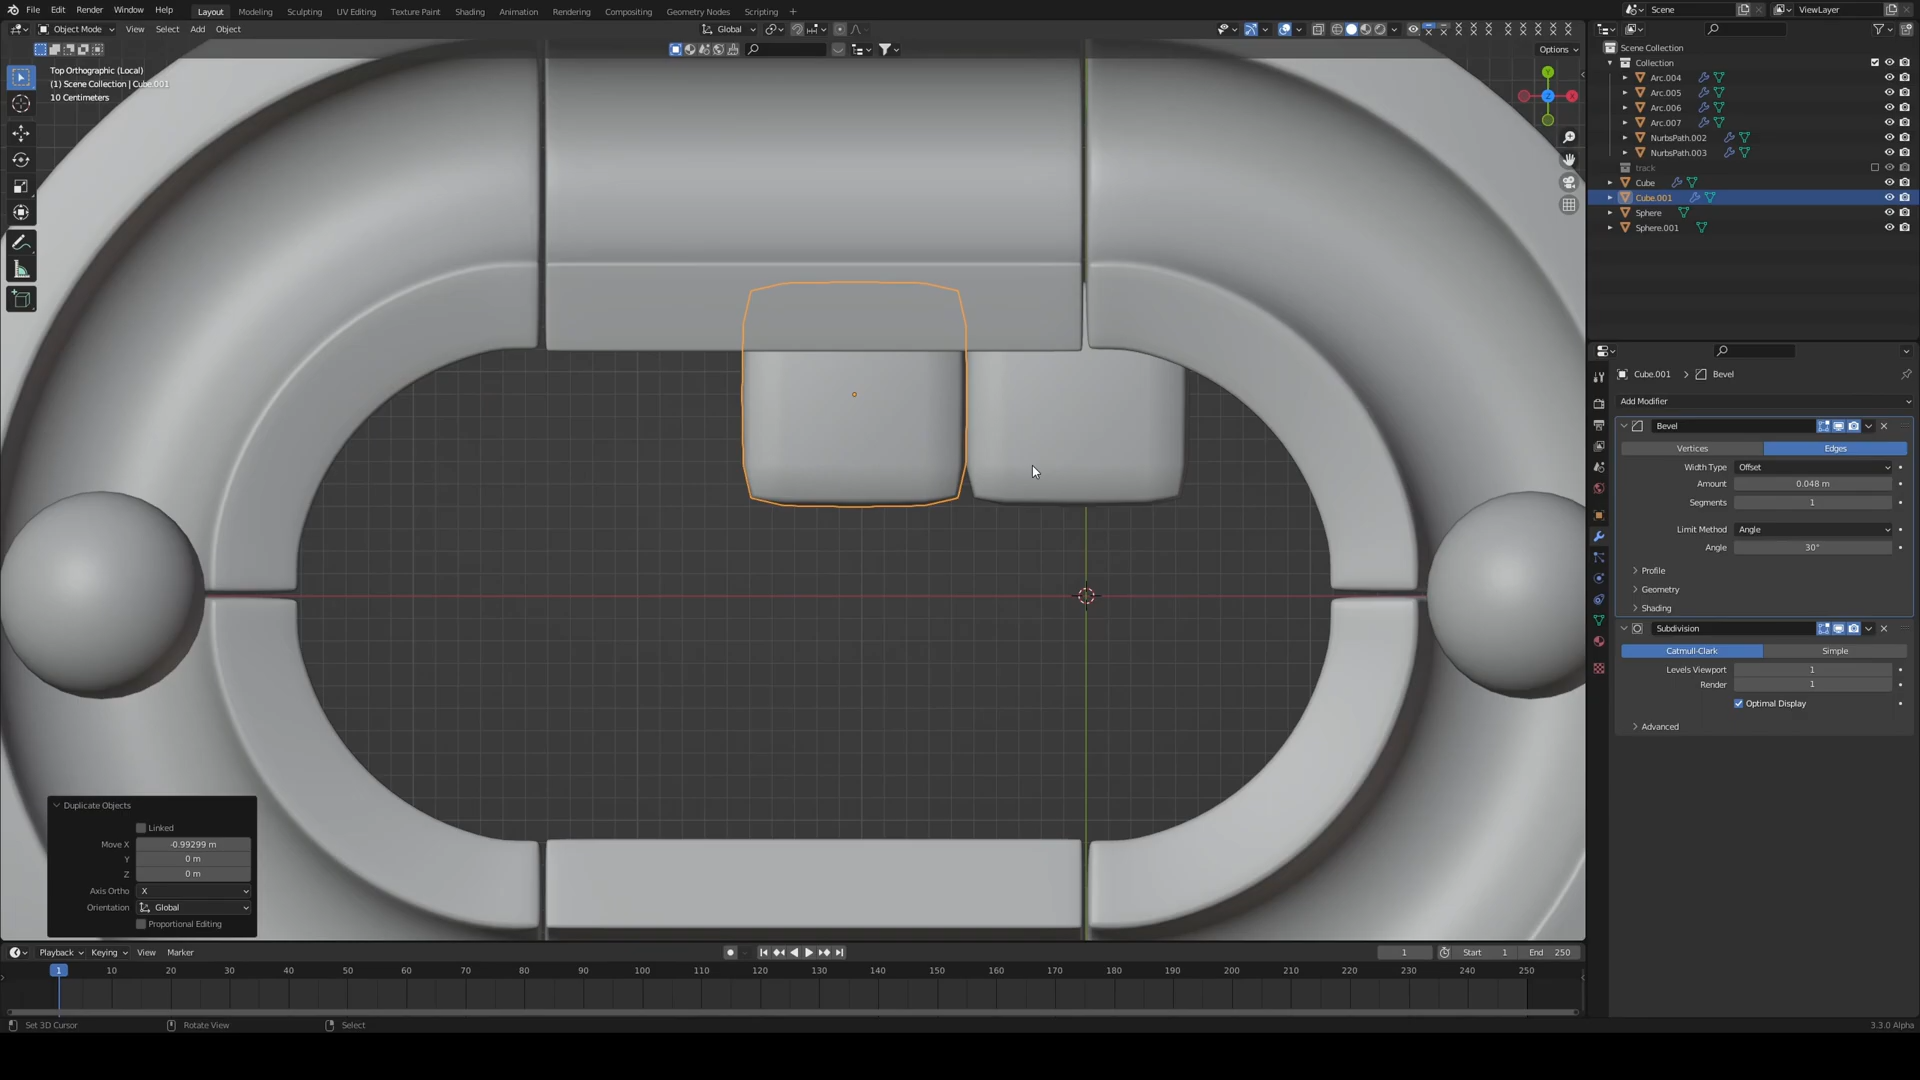 File Edit Render Window Help Layout Modeling Sculpting UV Editing Texture Paint Shading Animation Rendering Compositing Geometry Nodes Scripting + Scene ViewLayer
Object Mode View Select Add Object Global
Options
Top Orthographic (Local)
(1) Scene Collection | Cube.001
10 Centimeters
Y
Z
X
Scene Collection
Collection
Arc.004
Arc.005
Arc.006
Arc.007
NurbsPath.002
NurbsPath.003
track
Cube
Cube.001
Sphere
Sphere.001
Cube.001 > Bevel
Add Modifier
Bevel
Vertices Edges
Width Type Offset
Amount 0.048 m
Segments 1
Limit Method Angle
Angle 30°
Profile
Geometry
Shading
Subdivision
Catmull-Clark Simple
Levels Viewport 1
Render 1
Optimal Display
Advanced
Duplicate Objects
Linked
Move X -0.99299 m
Y 0 m
Z 0 m
Axis Ortho X
Orientation Global
Proportional Editing
Playback Keying View Marker 1 Start 1 End 250
1 10 20 30 40 50 60 70 80 90 100 110 120 130 140 150 160 170 180 190 200 210 220 230 240 250
Set 3D Cursor Rotate View Select 3.3.0 Alpha